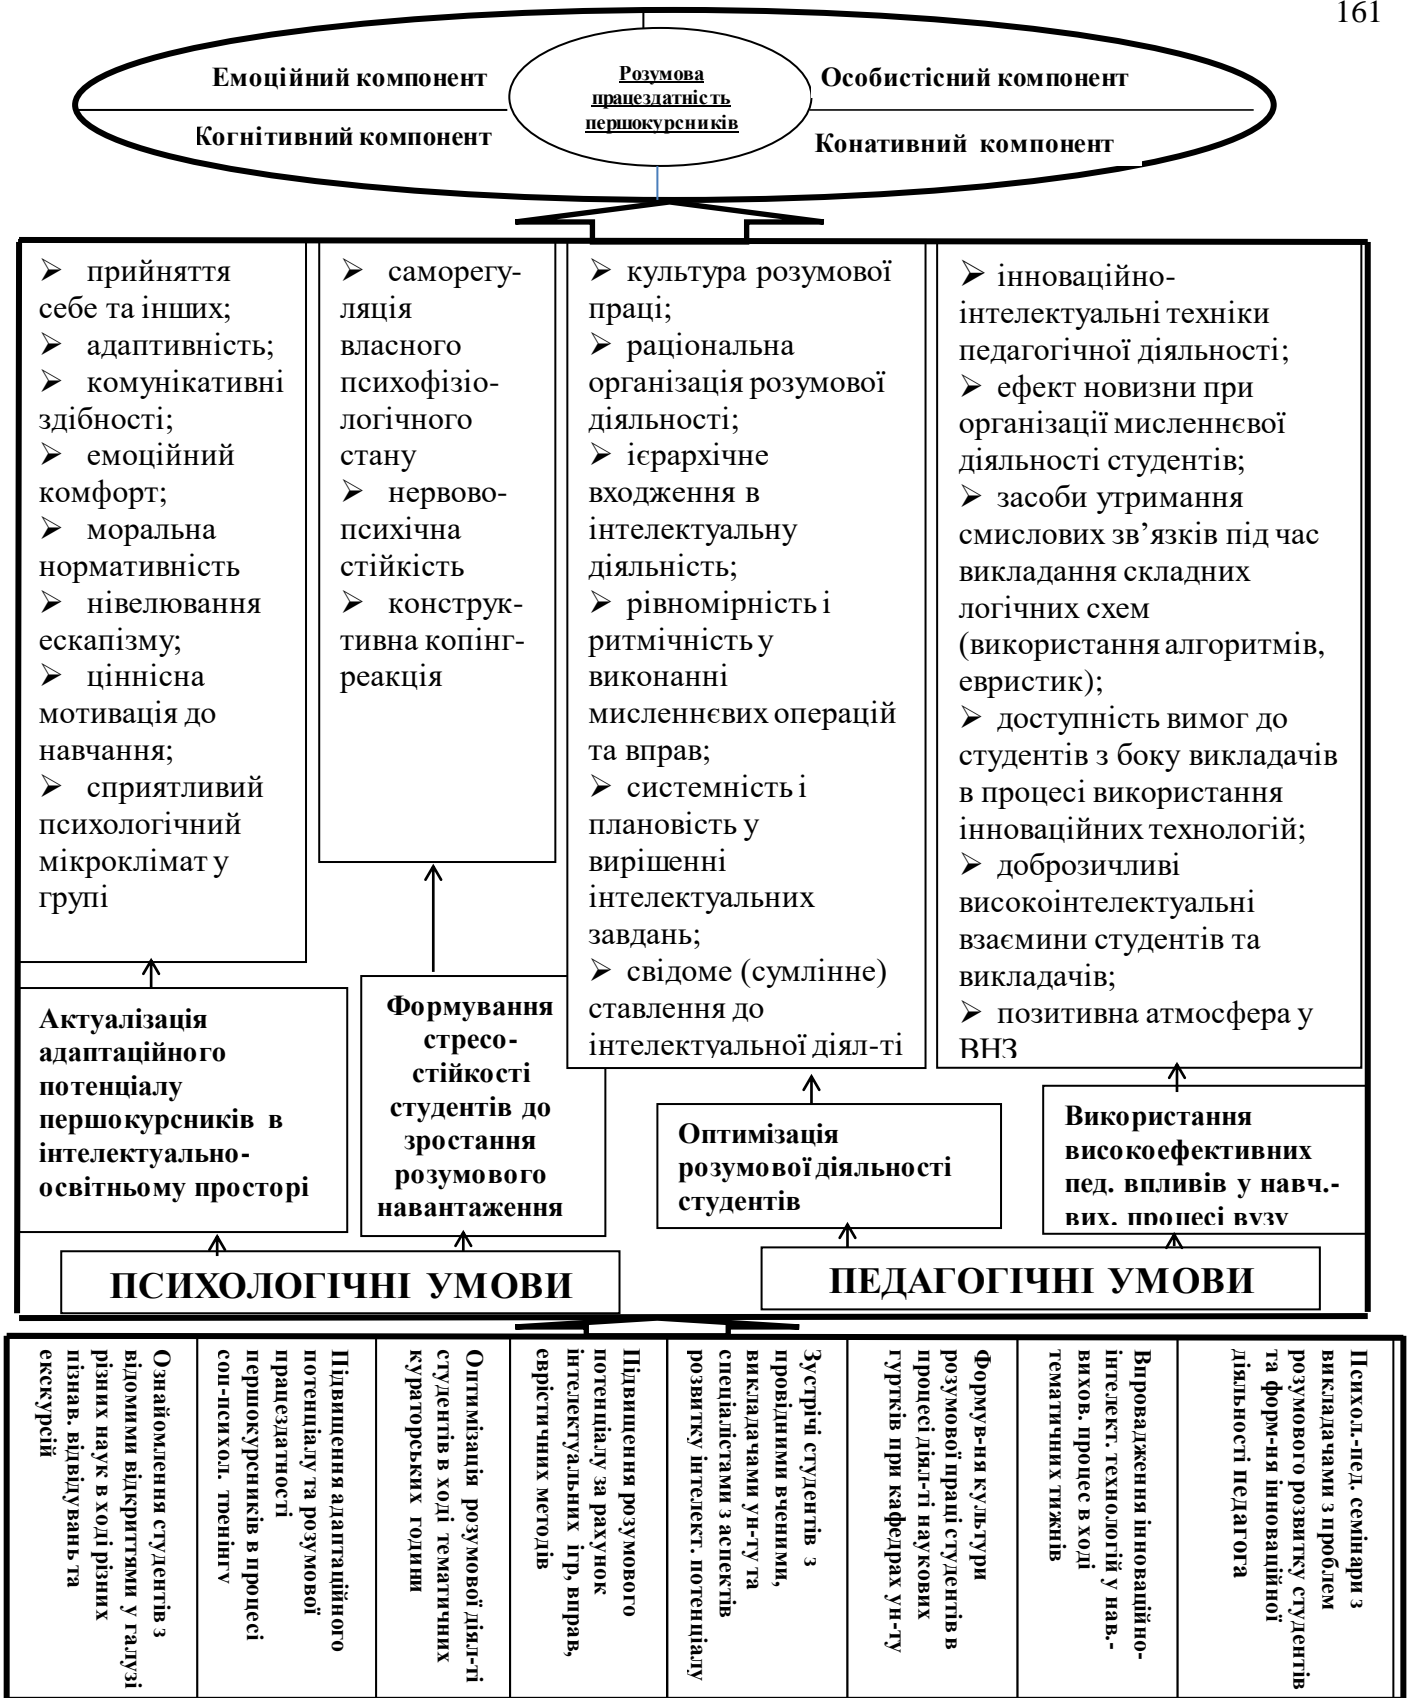 161
Емоційний компонент
Розумова
працездатність
першокурсників
Особистісний компонент
Когнітивний компонент
Конативний компонент
➢ прийняття
себе та інших;
➢ адаптивність;
➢ комунікативні
здібності;
➢ емоційний
комфорт;
➢ моральна
нормативність
➢ нівелювання
ескапізму;
➢ ціннісна
мотивація до
навчання;
➢ сприятливий
психологічний
мікроклімат у
групі
➢ саморегу-
ляція
власного
психофізіо-
логічного
стану
➢ нервово-
психічна
стійкість
➢ конструк-
тивна копінг-
реакція
➢ культура розумової
праці;
➢ раціональна
організація розумової
діяльності;
➢ ієрархічне
входження в
інтелектуальну
діяльність;
➢ рівномірність і
ритмічність у
виконанні
мисленнєвих операцій
та вправ;
➢ системність і
плановість у
вирішенні
інтелектуальних
завдань;
➢ свідоме (сумлінне)
ставлення до
інтелектуальної діял-ті
➢ інноваційно-
інтелектуальні техніки
педагогічної діяльності;
➢ ефект новизни при
організації мисленнєвої
діяльності студентів;
➢ засоби утримання
смислових зв’язків під час
викладання складних
логічних схем
(використання алгоритмів,
евристик);
➢ доступність вимог до
студентів з боку викладачів
в процесі використання
інноваційних технологій;
➢ доброзичливі
високоінтелектуальні
взаємини студентів та
викладачів;
➢ позитивна атмосфера у
ВНЗ
Актуалізація
адаптаційного
потенціалу
першокурсників в
інтелектуально-
освітньому просторі
Формування
стресо-
стійкості
студентів до
зростання
розумового
навантаження
Оптимізація
розумової діяльності
студентів
Використання
високоефективних
пед. впливів у навч.-
вих. процесі вузу
ПСИХОЛОГІЧНІ УМОВИ
ПЕДАГОГІЧНІ УМОВИ
Ознайомлення студентів з
відомими відкриттями у галузі
різних наук в ході різних
пізнав. відвідувань та
екскурсій
Підвищення адаптаційного
потенціалу та розумової
працездатності
першокурсників в процесі
соц-психол. тренінгу
Оптимізація розумової діял-ті
студентів в ході тематичних
кураторських години
Підвищення розумового
потенціалу за рахунок
інтелектуальних ігр, вправ,
еврістичних методів
Зустрічі студентів з
провідними вченими,
викладачами ун-ту та
спеціалістами з аспектів
розвитку інтелект. потенціалу
Формув-ня культури
розумової праці студентів в
процесі діял-ті наукових
гуртків при кафедрах ун-ту
Впровадження інноваційно-
інтелект. технологій у нав.-
вихов. процес в ході
тематичних тижнів
Психол.-пед. семінари з
викладачами з проблем
розумового розвитку студентів
та форм-ня інноваційної
діяльності педагога